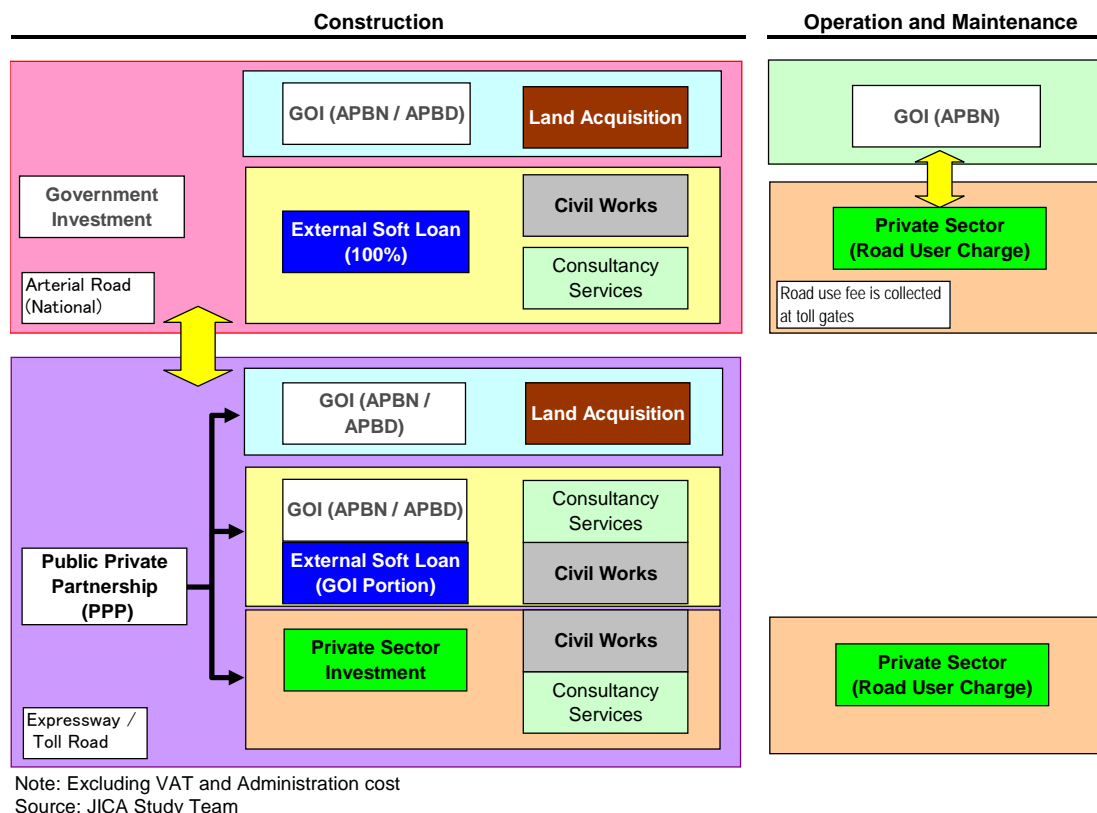 Construction
Operation and Maintenance
GOI (APBN / APBD)
Land Acquisition
Government
Investment
External Soft Loan
(100%)
Civil Works
Consultancy
Services
Arterial Road
(National)
GOI (APBN)
Private Sector
(Road User Charge)
Road use fee is collected
at toll gates
GOI (APBN /
APBD)
Land Acquisition
Public Private
Partnership
(PPP)
GOI (APBN / APBD)
Consultancy
Services
External Soft Loan
(GOI Portion)
Civil Works
Private Sector
Investment
Civil Works
Consultancy
Services
Expressway /
Toll Road
Private Sector
(Road User Charge)
Note: Excluding VAT and Administration cost
Source: JICA Study Team